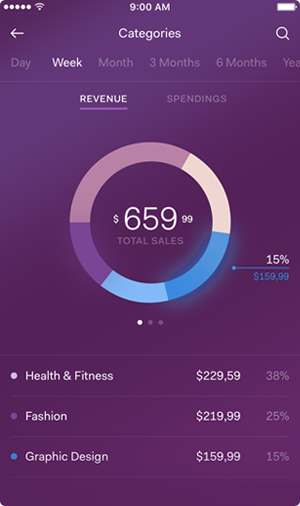 9:00 AM
Categories
Day Week Month 3 Months 6 Months Yea
REVENUE SPENDINGS
$ 659 99
TOTAL SALES
15%
$159,99
Health & Fitness $229,59 38%
Fashion $219,99 25%
Graphic Design $159,99 15%